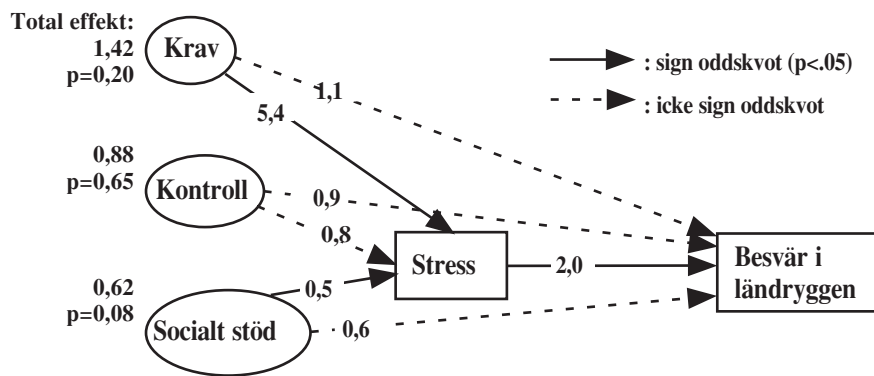 Total effekt:
1,42
p=0,20
Krav
: sign oddskvot (p<.05)
: icke sign oddskvot
1,1
5,4
0,88
p=0,65
Kontroll
0,9
0,8
Stress
2,0
Besvär i
ländryggen
0,62
p=0,08
0,5
Socialt stöd
0,6